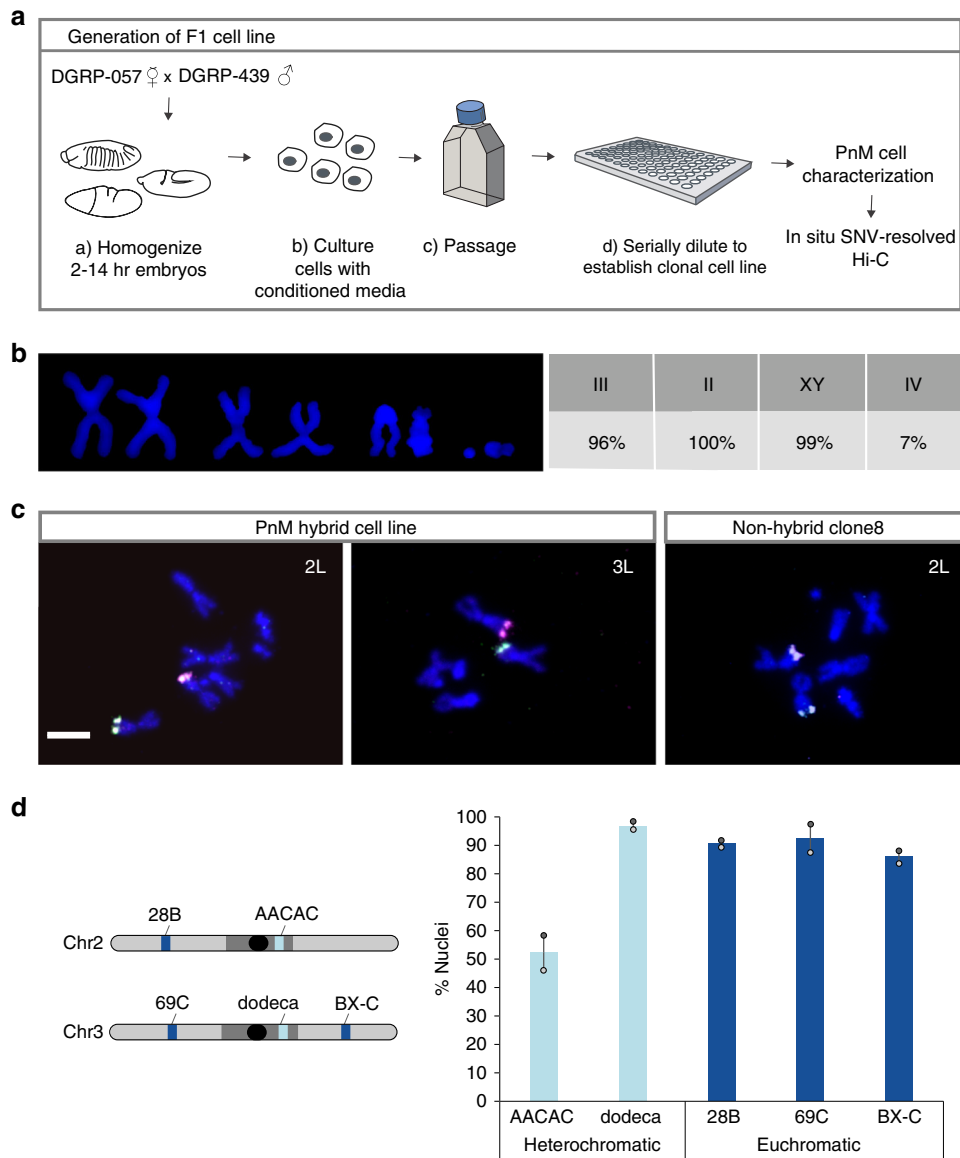 a
Generation of F1 cell line
DGRP-057 ☿ x DGRP-439 ♂
a) Homogenize
2-14 hr embryos
b) Culture
cells with
conditioned media
c) Passage
d) Serially dilute to
establish clonal cell line
PnM cell
characterization
In situ SNV-resolved
Hi-C
b
III II XY IV
96% 100% 99% 7%
c
PnM hybrid cell line
Non-hybrid clone8
2L
3L
2L
d
28B AACAC
Chr2
69C dodeca BX-C
Chr3
% Nuclei
100
90
80
70
60
50
40
30
20
10
0
AACAC dodeca 28B 69C BX-C
Heterochromatic Euchromatic